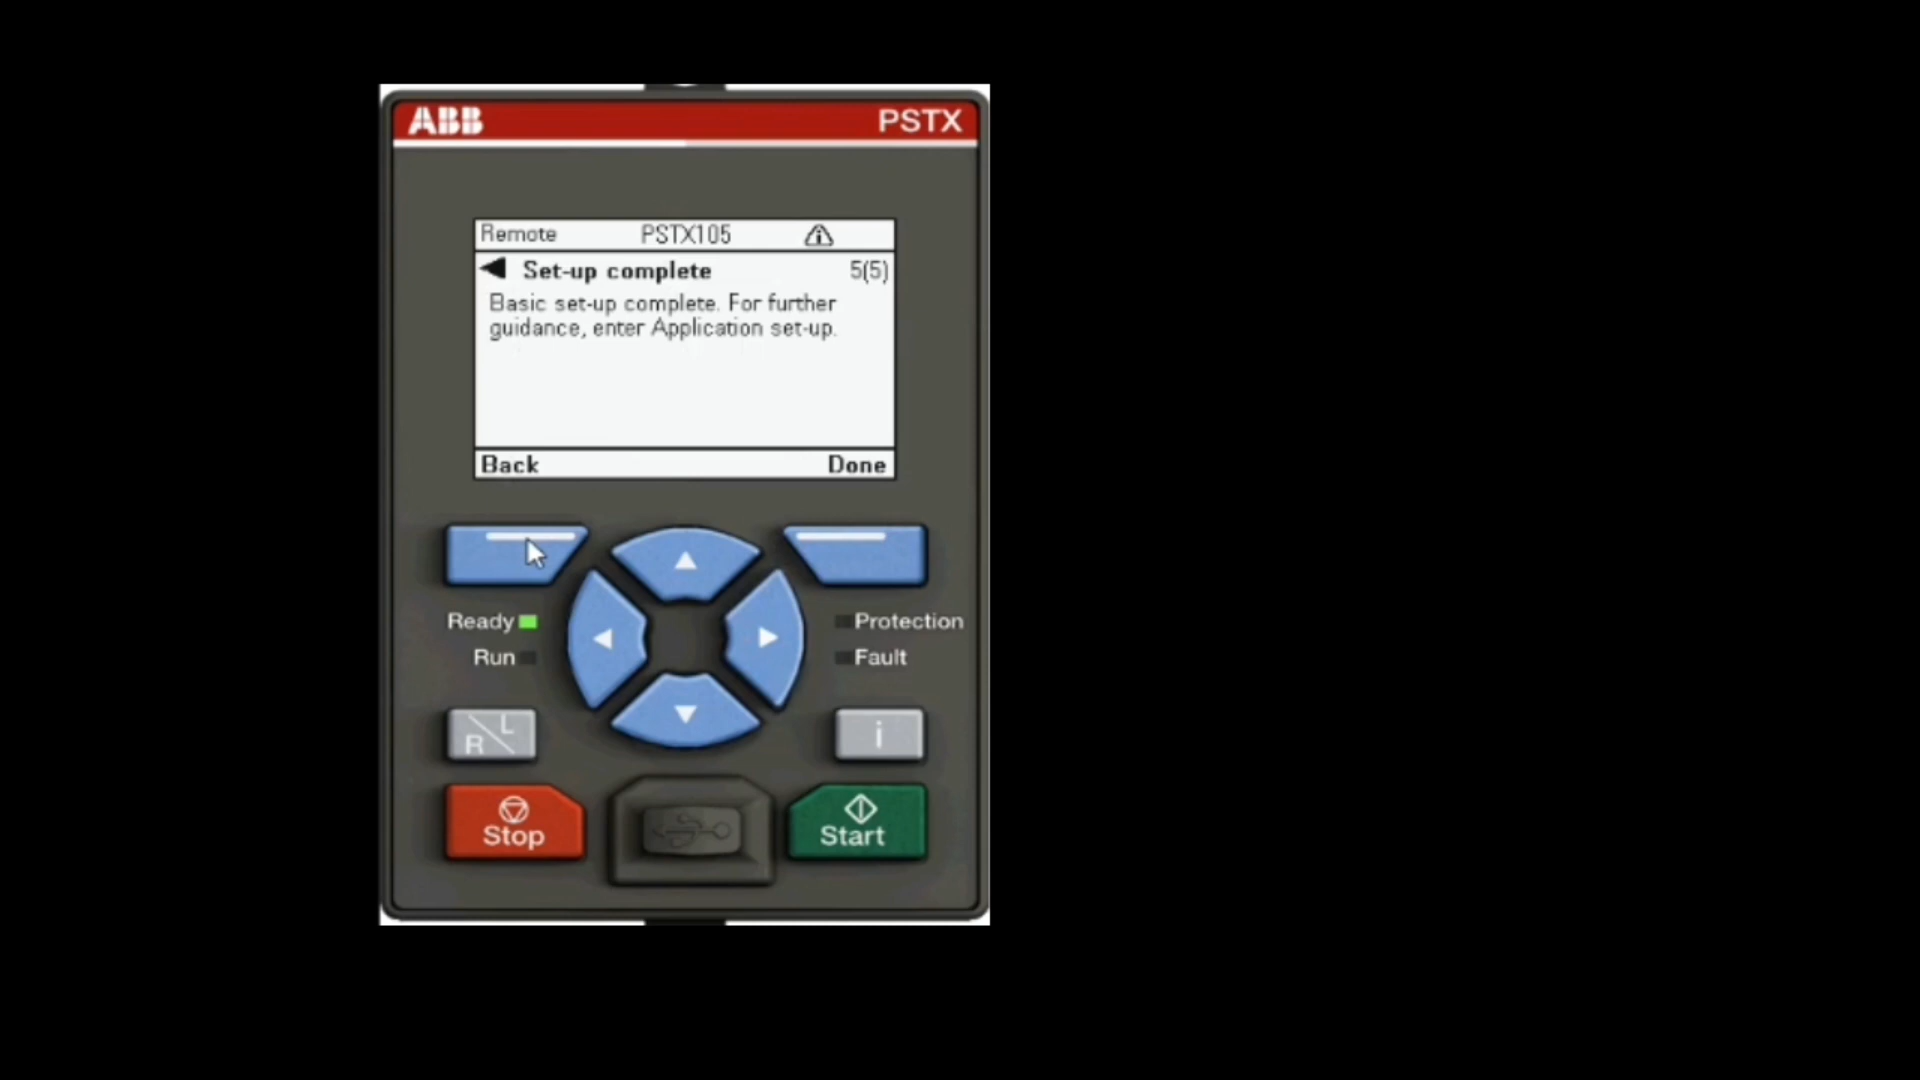 ABB PSTX
Remote PSTX105
Set-up complete 5(5)
Basic set-up complete. For further
guidance, enter Application set-up.
Back Done
Ready Protection
Run Fault
R L i
Stop Start